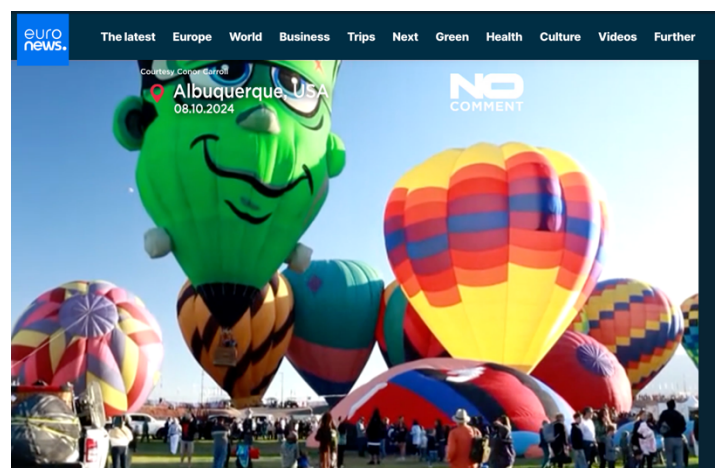 euro
news.
The latest Europe World Business Trips Next Green Health Culture Videos Further
Courtesy Conor Carroll
Albuquerque, USA
08.10.2024
NO
COMMENT